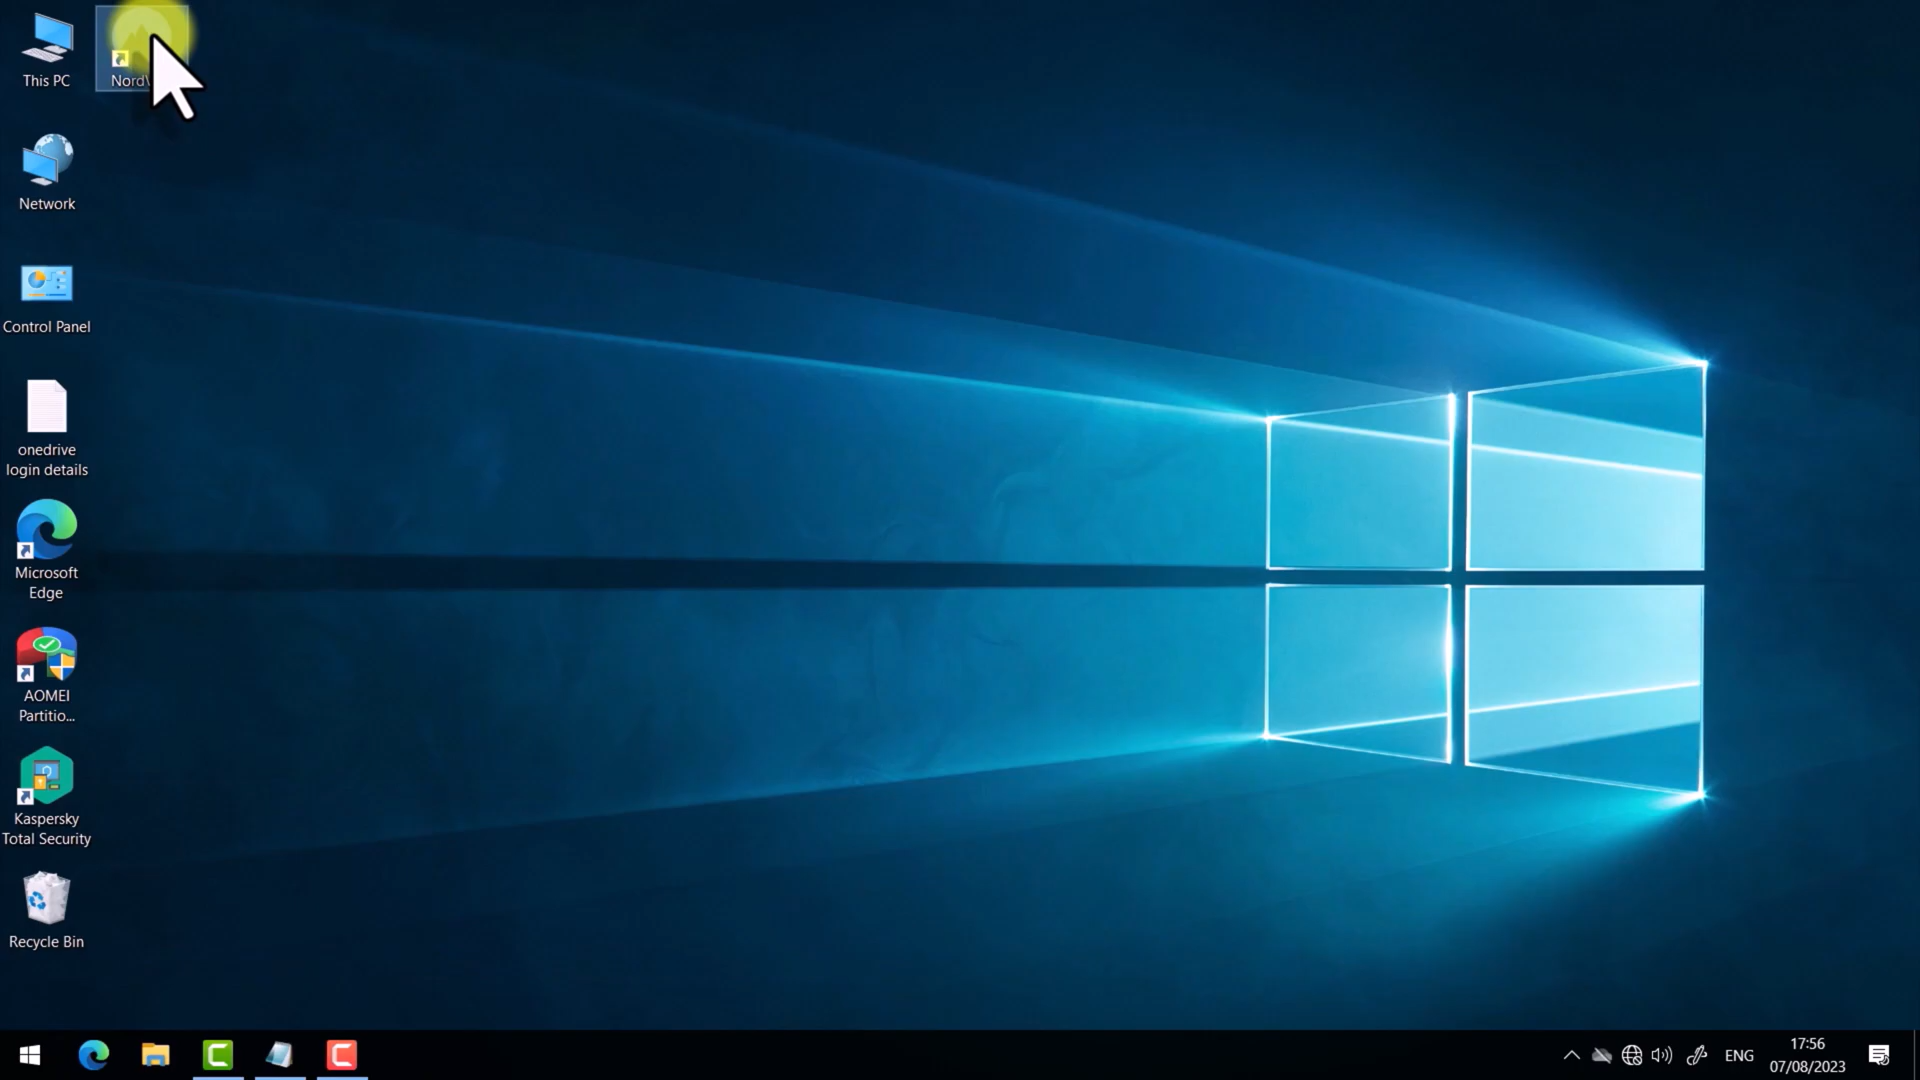 This PC
Network
Control Panel
onedrive
login details
Microsoft
Edge
AOMEI
Partitio...
Kaspersky
Total Security
Recycle Bin
ENG
17:56
07/08/2023